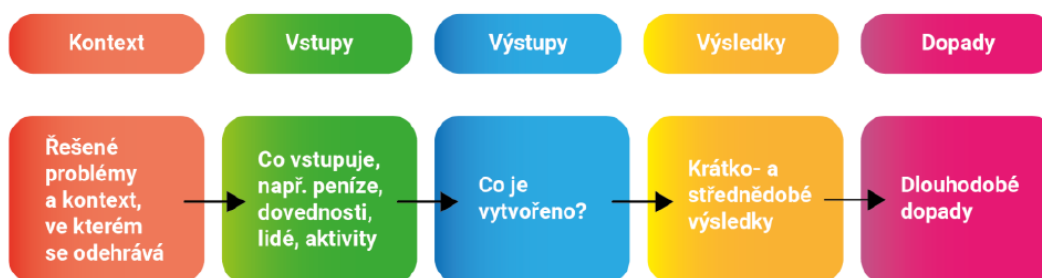 Kontext
Vstupy
Výstupy
Výsledky
Dopady
Řešené
problémy
a kontext,
ve kterém
se odehrává
Co vstupuje,
např. peníze,
dovednosti,
lidé, aktivity
Co je
vytvořeno?
Krátko- a
střednědobé
výsledky
Dlouhodobé
dopady